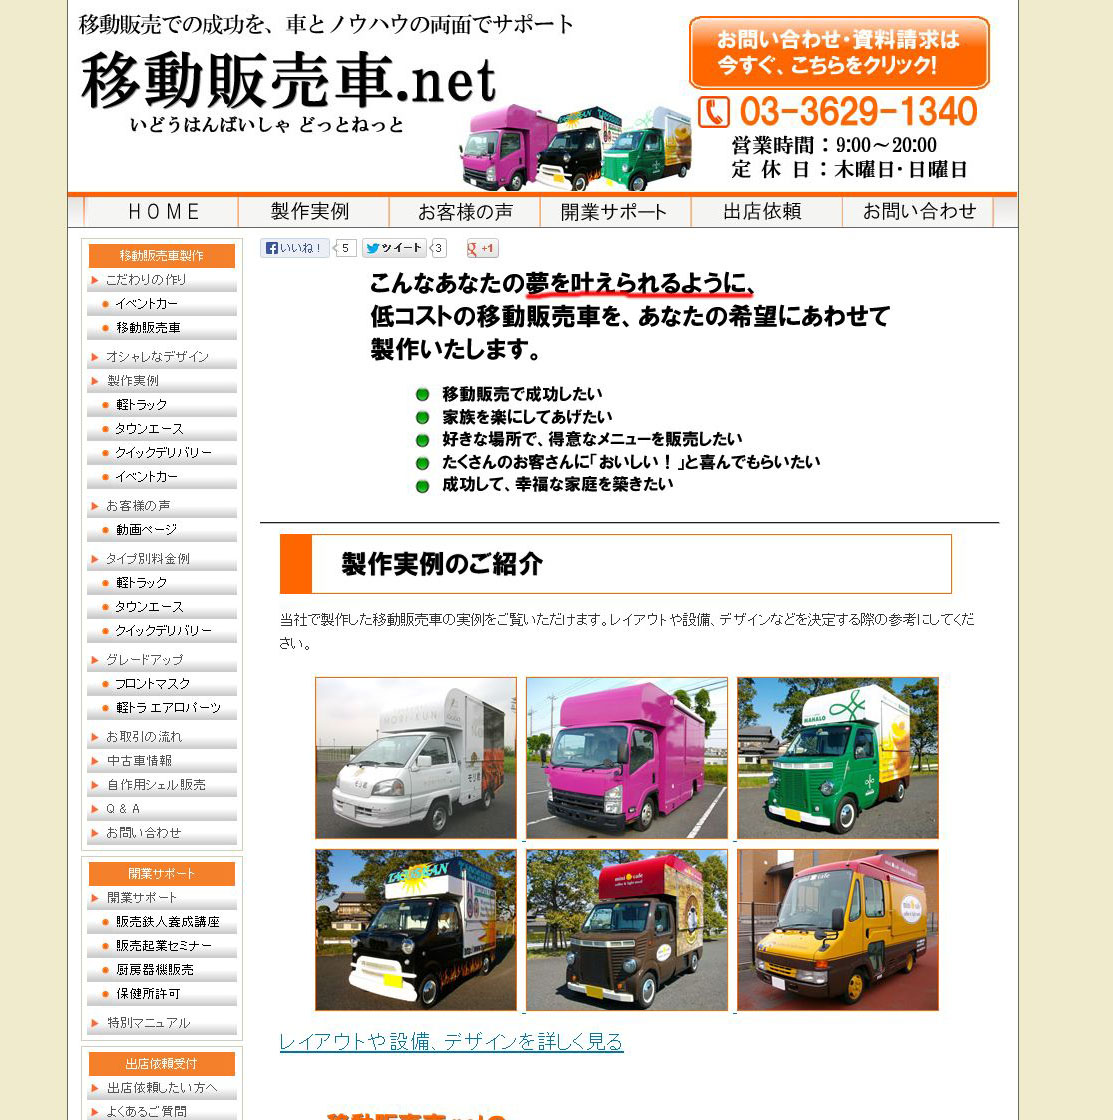 移動販売での成功を、車とノウハウの両面でサポート
移動販売車.net
いどうはんばいしゃ どっとねっと
お問い合わせ・資料請求は
今すぐ、こちらをクリック!
03-3629-1340
営業時間：9:00～20:00
定 休 日：木曜日・日曜日
HOME
製作実例
お客様の声
開業サポート
出店依頼
お問い合わせ
移動販売車製作
こだわりの作り
イベントカー
移動販売車
オシャレなデザイン
製作実例
軽トラック
タウンエース
クイックデリバリー
イベントカー
お客様の声
動画ページ
タイプ別料金例
軽トラック
タウンエース
クイックデリバリー
グレードアップ
フロントマスク
軽トラ エアロパーツ
お取引の流れ
中古車情報
自作用シェル販売
Q & A
お問い合わせ
開業サポート
開業サポート
販売鉄人養成講座
販売起業セミナー
厨房器機販売
保健所許可
特別マニュアル
出店依頼受付
出店依頼したい方へ
よくあるご質問
いいね！ 5 ツイート 3 +1
こんなあなたの夢を叶えられるように、
低コストの移動販売車を、あなたの希望にあわせて
製作いたします。
移動販売で成功したい
家族を楽にしてあげたい
好きな場所で、得意なメニューを販売したい
たくさんのお客さんに「おいしい！」と喜んでもらいたい
成功して、幸福な家庭を築きたい
製作実例のご紹介
当社で製作した移動販売車の実例をご覧いただけます。レイアウトや設備、デザインなどを決定する際の参考にしてくだ
さい。
MORI-KUN
モリ君
MAHALO
mini cafe
mini cafe
レイアウトや設備、デザインを詳しく見る